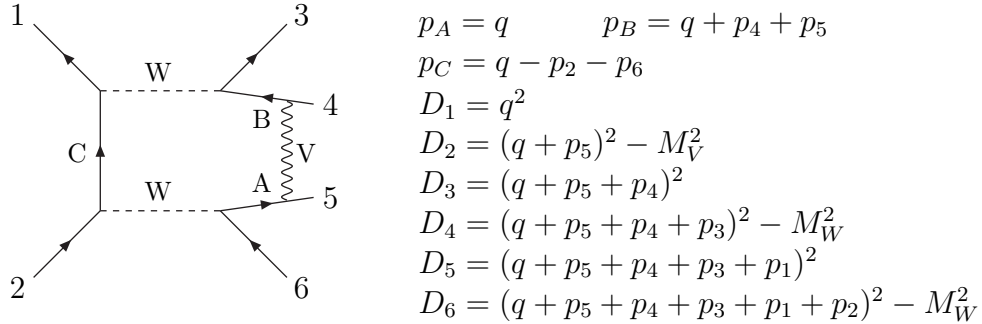 1
3
W
B
4
C
V
A
W
5
2
6
p_A = q p_B = q + p_4 + p_5
p_C = q − p_2 − p_6
D_1 = q^2
D_2 = (q + p_5)^2 − M_V^2
D_3 = (q + p_5 + p_4)^2
D_4 = (q + p_5 + p_4 + p_3)^2 − M_W^2
D_5 = (q + p_5 + p_4 + p_3 + p_1)^2
D_6 = (q + p_5 + p_4 + p_3 + p_1 + p_2)^2 − M_W^2